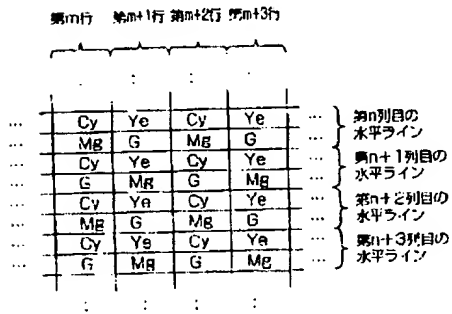 第m行 第m+1行 第m+2行 第m+3行
Cy Ye Cy Ye
Mg G Mg G
Cy Ye Cy Ye
G Mg G Mg
Cy Ye Cy Ye
Mg G Mg G
Cy Ye Cy Ye
G Mg G Mg
第n列目の
水平ライン
第n+1列目の
水平ライン
第n+2列目の
水平ライン
第n+3列目の
水平ライン